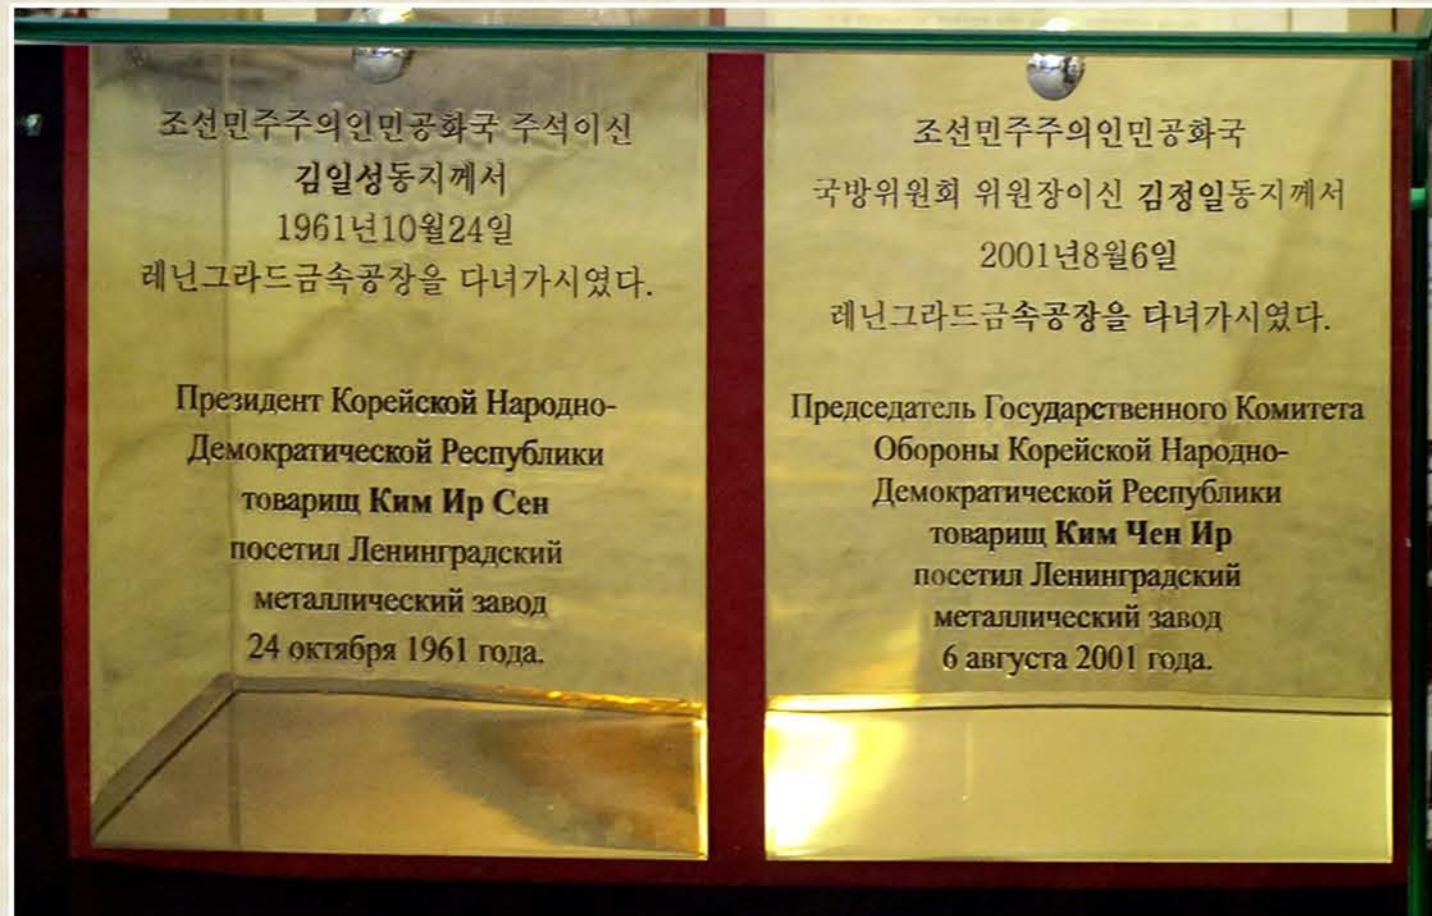 조선민주주의인민공화국 주석이신
김일성동지께서
1961년10월24일
레닌그라드금속공장을 다녀가시였다.
Президент Корейской Народно-
Демократической Республики
товарищ Ким Ир Сен
посетил Ленинградский
металлический завод
24 октября 1961 года.
조선민주주의인민공화국
국방위원회 위원장이신 김정일동지께서
2001년8월6일
레닌그라드금속공장을 다녀가시였다.
Председатель Государственного Комитета
Обороны Корейской Народно-
Демократической Республики
товарищ Ким Чен Ир
посетил Ленинградский
металлический завод
6 августа 2001 года.